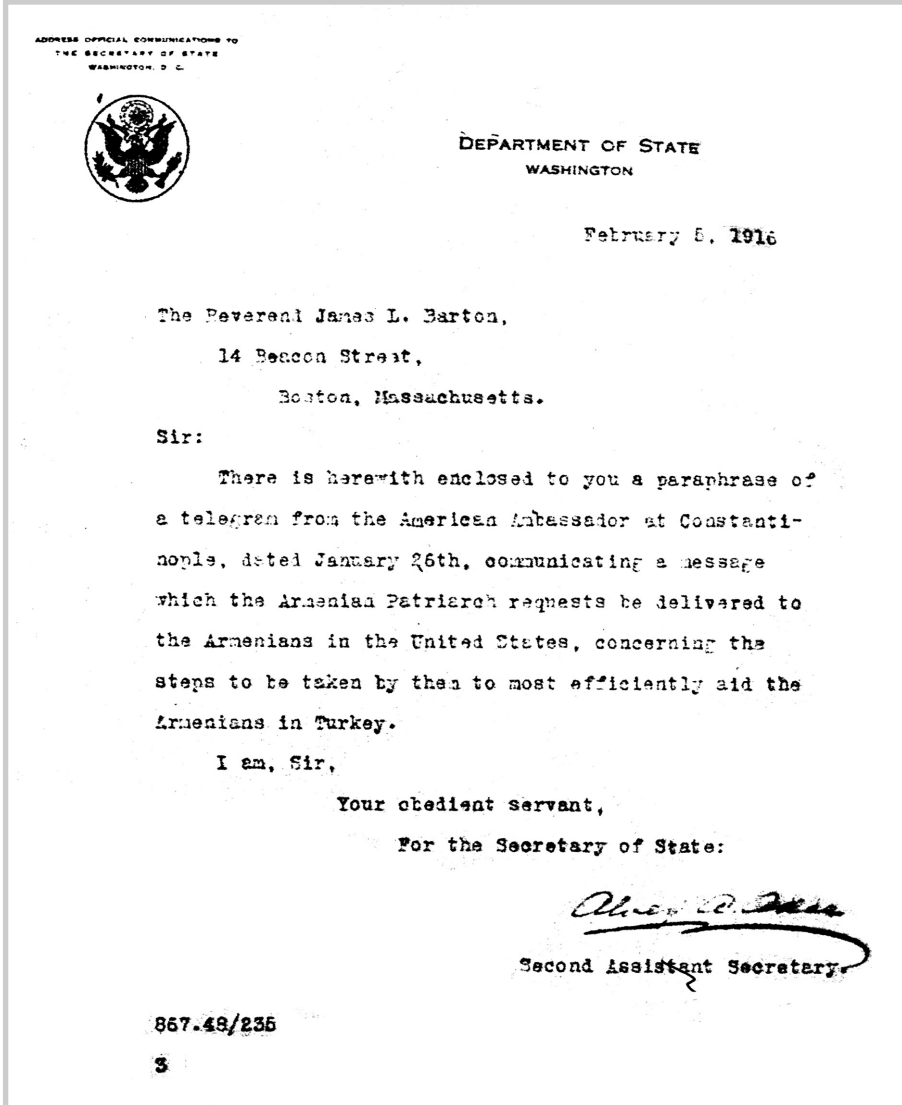 ADDRESS OFFICIAL COMMUNICATIONS TO
THE SECRETARY OF STATE
WASHINGTON, D. C.
DEPARTMENT OF STATE
WASHINGTON
February 5, 1916
The Reverend James L. Barton,
14 Beacon Street,
Boston, Massachusetts.
Sir:
There is herewith enclosed to you a paraphrase of
a telegram from the American Ambassador at Constanti-
nople, dated January 26th, communicating a message
which the Armenian Patriarch requests be delivered to
the Armenians in the United States, concerning the
steps to be taken by them to most efficiently aid the
Armenians in Turkey.
I am, Sir,
Your obedient servant,
For the Secretary of State:
Second Assistant Secretary.
867.48/235
3